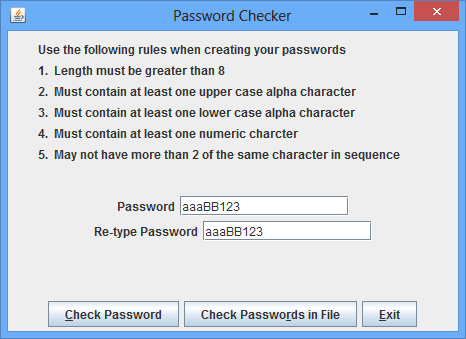 Password Checker
Use the following rules when creating your passwords
1. Length must be greater than 8
2. Must contain at least one upper case alpha character
3. Must contain at least one lower case alpha character
4. Must contain at least one numeric charcter
5. May not have more than 2 of the same character in sequence
Password aaaBB123
Re-type Password aaaBB123
Check Password Check Passwords in File Exit